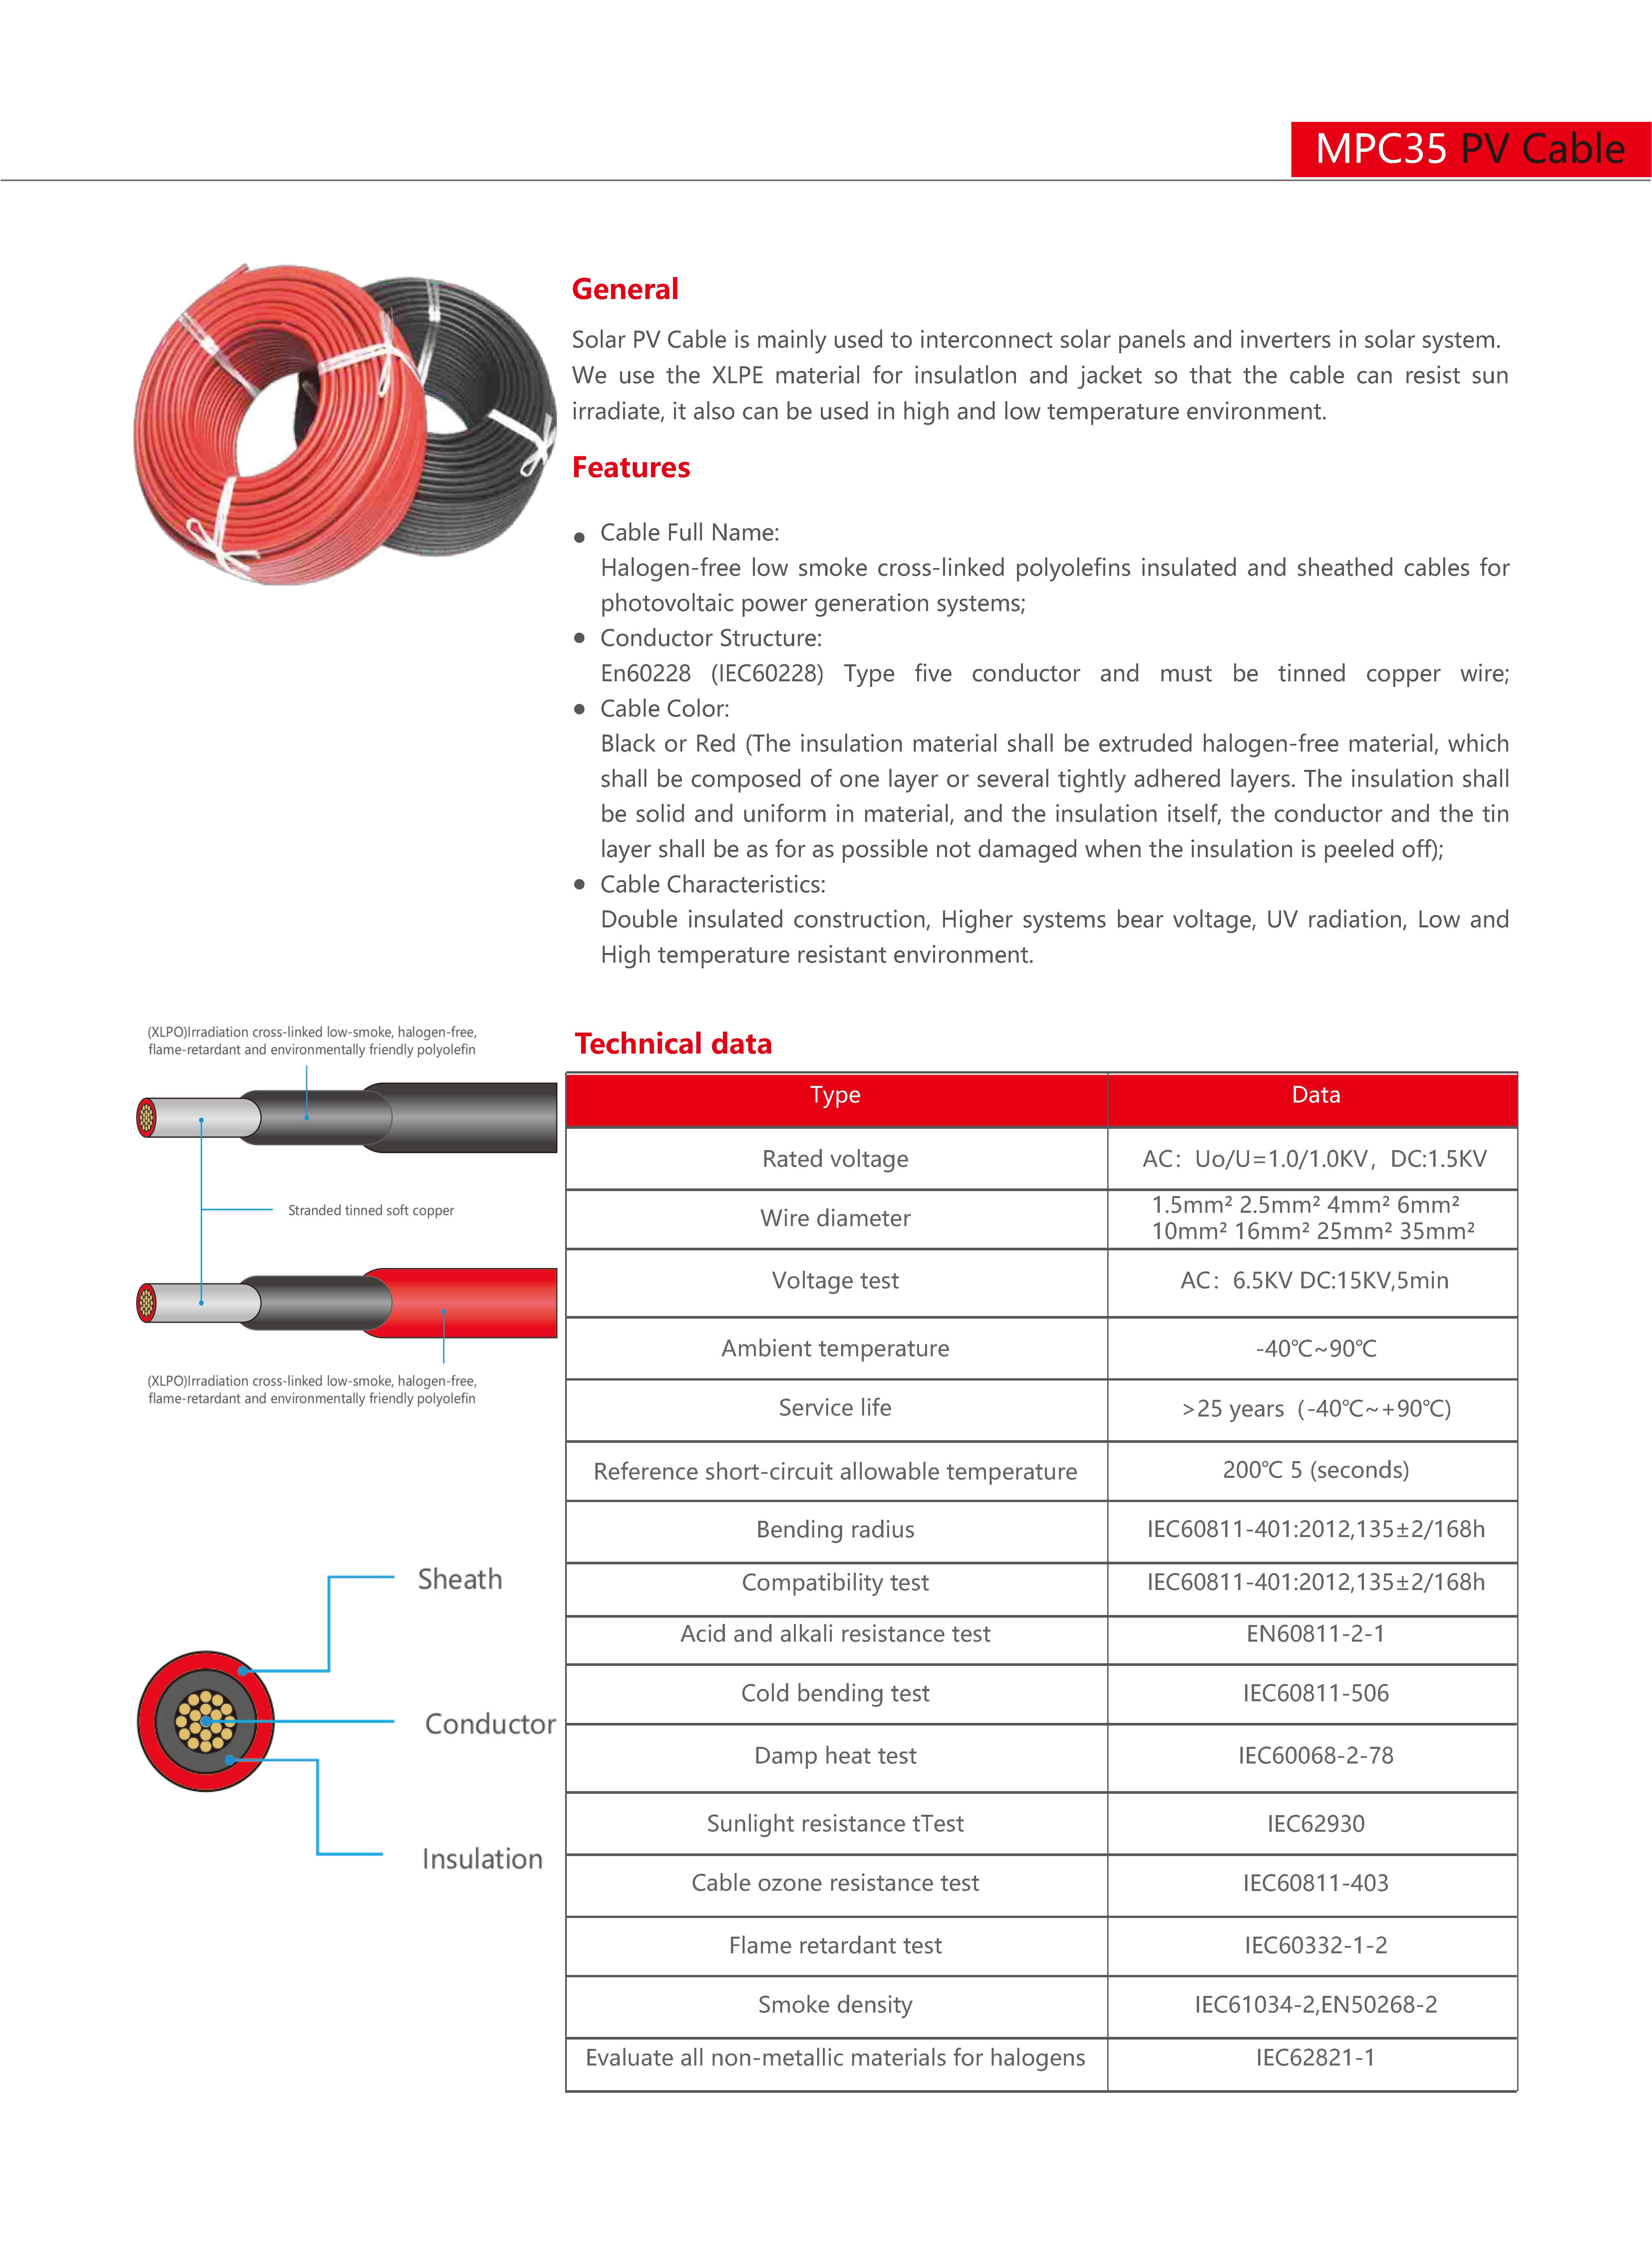 MPC35 PV Cable
General
Solar PV Cable is mainly used to interconnect solar panels and inverters in solar system.
We use the XLPE material for insulatlon and jacket so that the cable can resist sun
irradiate, it also can be used in high and low temperature environment.
Features
● Cable Full Name:
Halogen-free low smoke cross-linked polyolefins insulated and sheathed cables for
photovoltaic power generation systems;
● Conductor Structure:
En60228 (IEC60228) Type five conductor and must be tinned copper wire;
● Cable Color:
Black or Red (The insulation material shall be extruded halogen-free material, which
shall be composed of one layer or several tightly adhered layers. The insulation shall
be solid and uniform in material, and the insulation itself, the conductor and the tin
layer shall be as for as possible not damaged when the insulation is peeled off);
● Cable Characteristics:
Double insulated construction, Higher systems bear voltage, UV radiation, Low and
High temperature resistant environment.
(XLPO)Irradiation cross-linked low-smoke, halogen-free,
flame-retardant and environmentally friendly polyolefin
Stranded tinned soft copper
(XLPO)Irradiation cross-linked low-smoke, halogen-free,
flame-retardant and environmentally friendly polyolefin
Sheath
Conductor
Insulation
Technical data
Type Data
Rated voltage AC：Uo/U=1.0/1.0KV，DC:1.5KV
Wire diameter 1.5mm² 2.5mm² 4mm² 6mm²
10mm² 16mm² 25mm² 35mm²
Voltage test AC：6.5KV DC:15KV,5min
Ambient temperature -40℃~90℃
Service life >25 years（-40℃~+90℃)
Reference short-circuit allowable temperature 200℃ 5 (seconds)
Bending radius IEC60811-401:2012,135±2/168h
Compatibility test IEC60811-401:2012,135±2/168h
Acid and alkali resistance test EN60811-2-1
Cold bending test IEC60811-506
Damp heat test IEC60068-2-78
Sunlight resistance tTest IEC62930
Cable ozone resistance test IEC60811-403
Flame retardant test IEC60332-1-2
Smoke density IEC61034-2,EN50268-2
Evaluate all non-metallic materials for halogens IEC62821-1